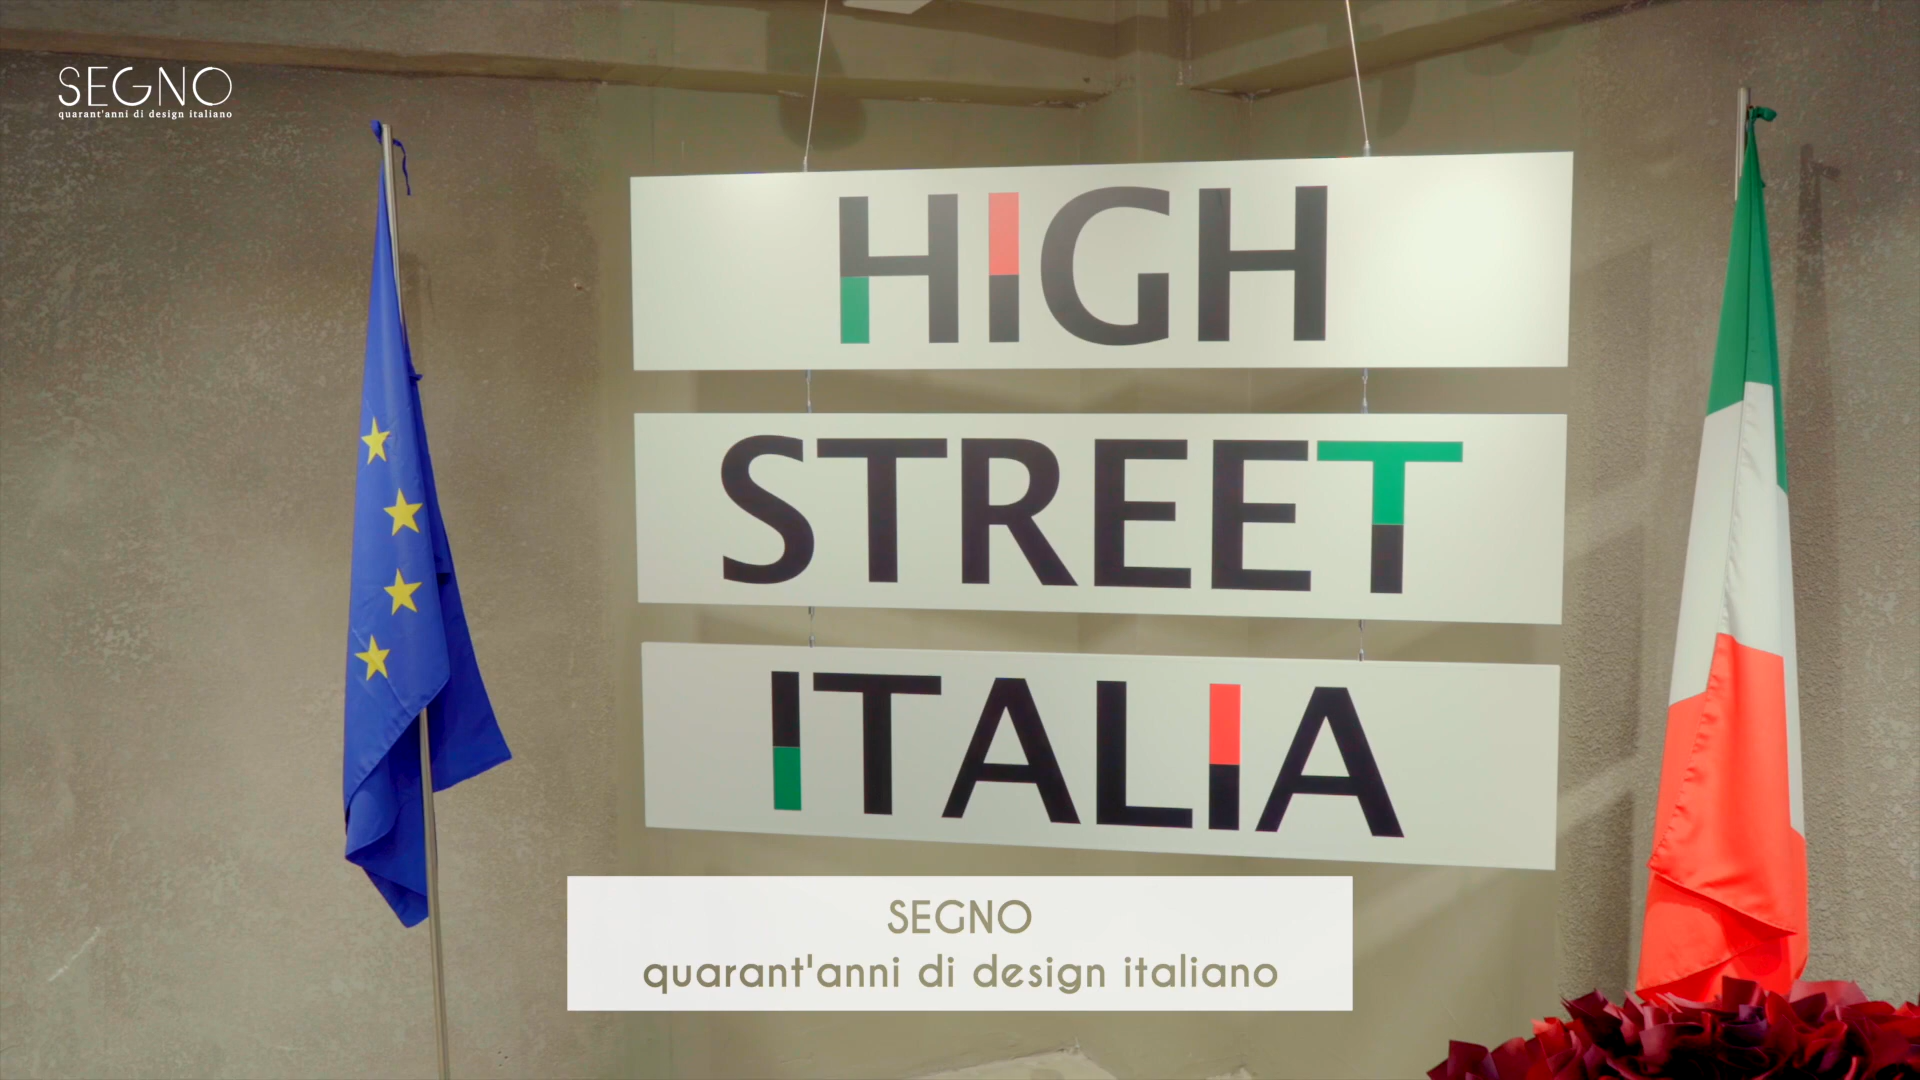 SEGNO
quarant'anni di design italiano
HIGH
STREET
ITALIA
SEGNO
quarant'anni di design italiano